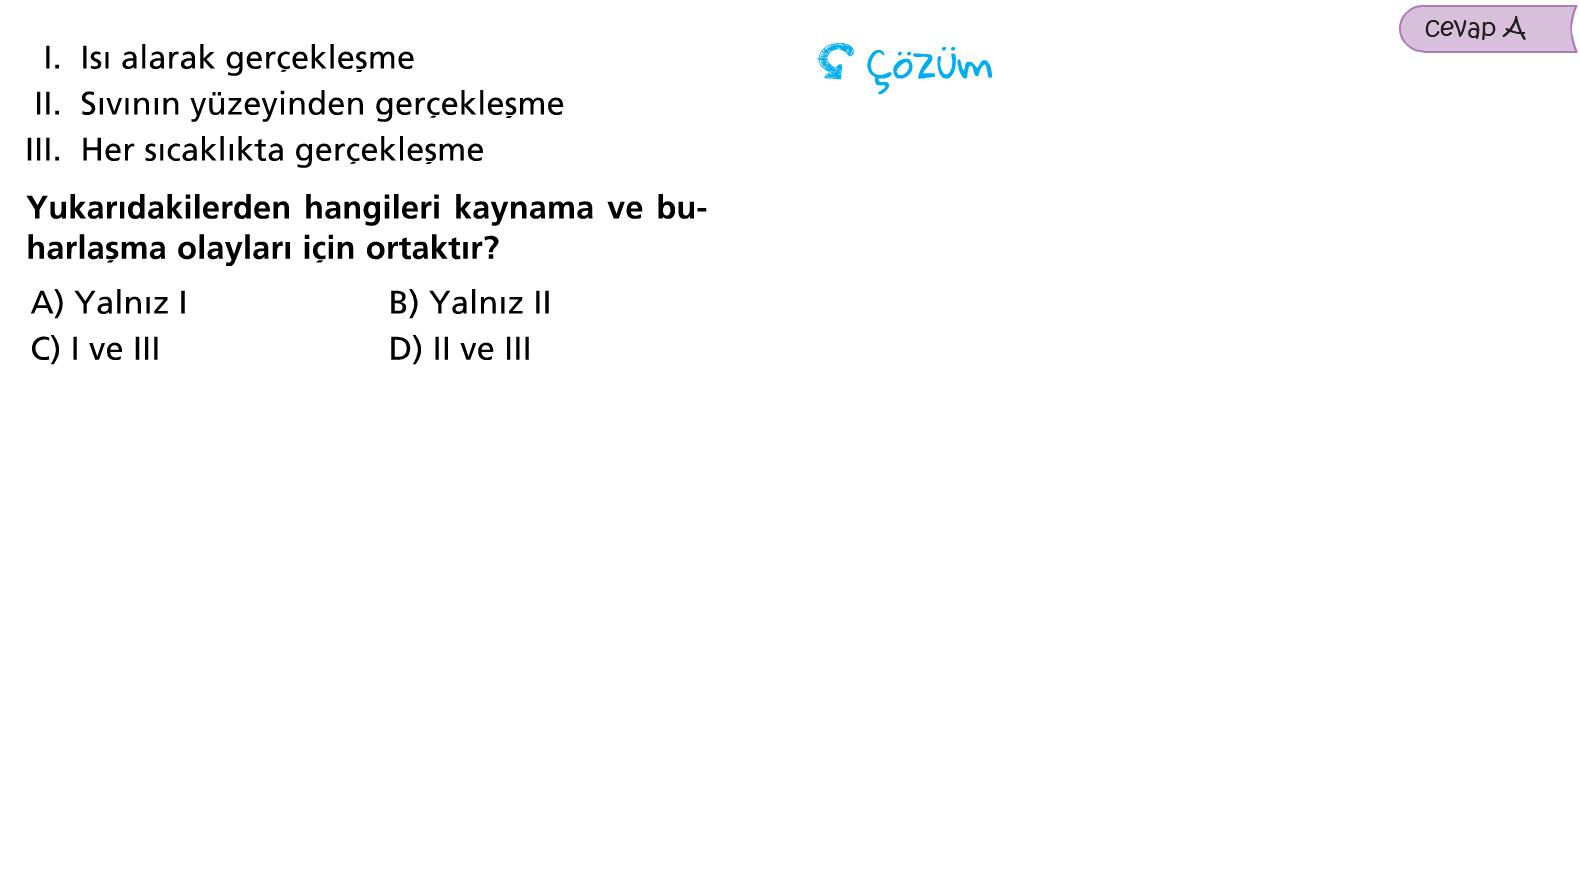 I. Isı alarak gerçekleşme
II. Sıvının yüzeyinden gerçekleşme
III. Her sıcaklıkta gerçekleşme
Yukarıdakilerden hangileri kaynama ve bu-
harlaşma olayları için ortaktır?
A) Yalnız I B) Yalnız II
C) I ve III D) II ve III
Çözüm
Cevap A